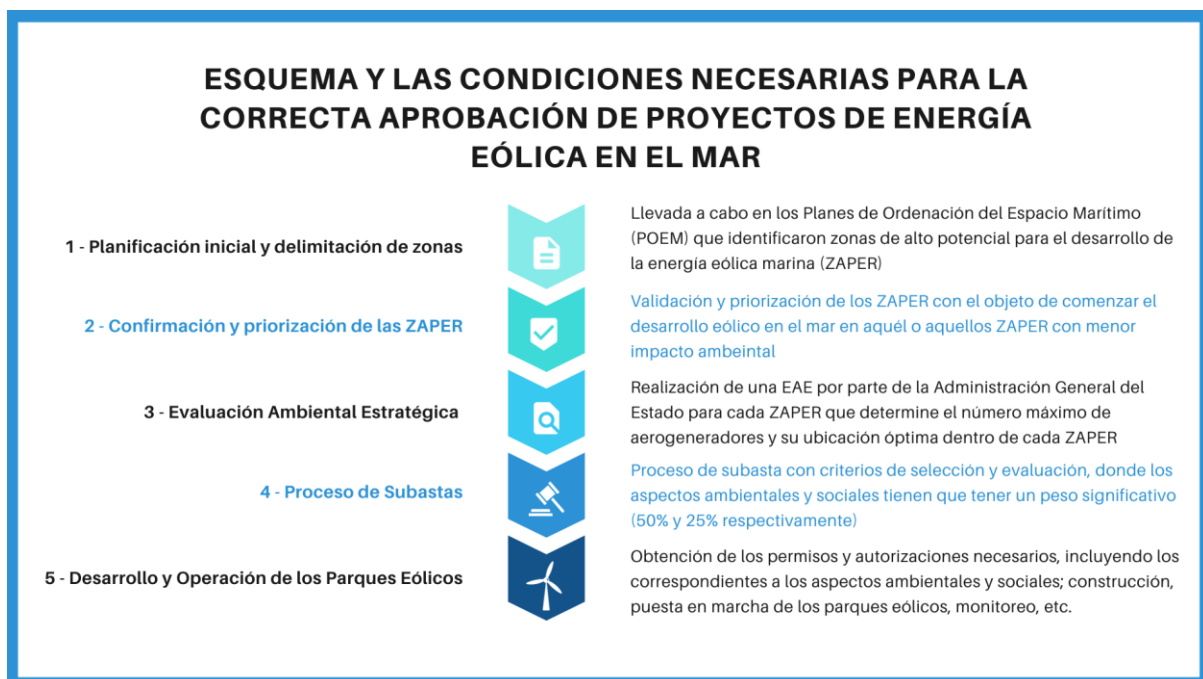 ESQUEMA Y LAS CONDICIONES NECESARIAS PARA LA
CORRECTA APROBACIÓN DE PROYECTOS DE ENERGÍA
EÓLICA EN EL MAR
1 - Planificación inicial y delimitación de zonas
Llevada a cabo en los Planes de Ordenación del Espacio Marítimo
(POEM) que identificaron zonas de alto potencial para el desarrollo de
la energía eólica marina (ZAPER)
2 - Confirmación y priorización de las ZAPER
Validación y priorización de los ZAPER con el objeto de comenzar el
desarrollo eólico en el mar en aquél o aquellos ZAPER con menor
impacto ambeintal
3 - Evaluación Ambiental Estratégica
Realización de una EAE por parte de la Administración General del
Estado para cada ZAPER que determine el número máximo de
aerogeneradores y su ubicación óptima dentro de cada ZAPER
4 - Proceso de Subastas
Proceso de subasta con criterios de selección y evaluación, donde los
aspectos ambientales y sociales tienen que tener un peso significativo
(50% y 25% respectivamente)
5 - Desarrollo y Operación de los Parques Eólicos
Obtención de los permisos y autorizaciones necesarios, incluyendo los
correspondientes a los aspectos ambientales y sociales; construcción,
puesta en marcha de los parques eólicos, monitoreo, etc.